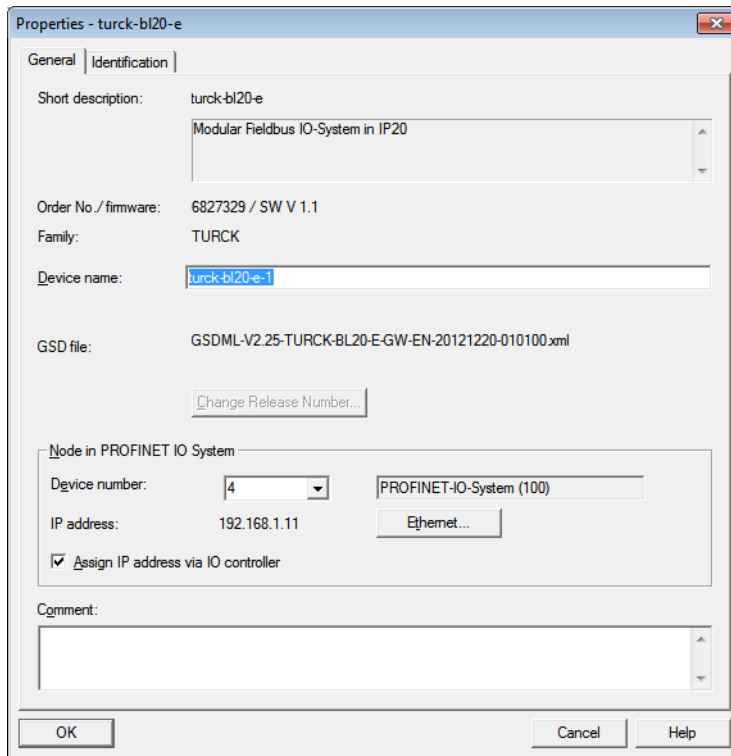 Properties - turck-bl20-e
General
Identification
Short description: turck-bl20-e
Modular Fieldbus IO-System in IP20
Order No./ firmware: 6827329 / SW V 1.1
Family: TURCK
Device name: turck-bl20-e-1
GSD file: GSDML-V2.25-TURCK-BL20-E-GW-EN-20121220-010100.xml
Change Release Number...
Node in PROFINET IO System
Device number: 4 PROFINET-IO-System (100)
IP address: 192.168.1.11 Ethernet...
Assign IP address via IO controller
Comment:
OK Cancel Help